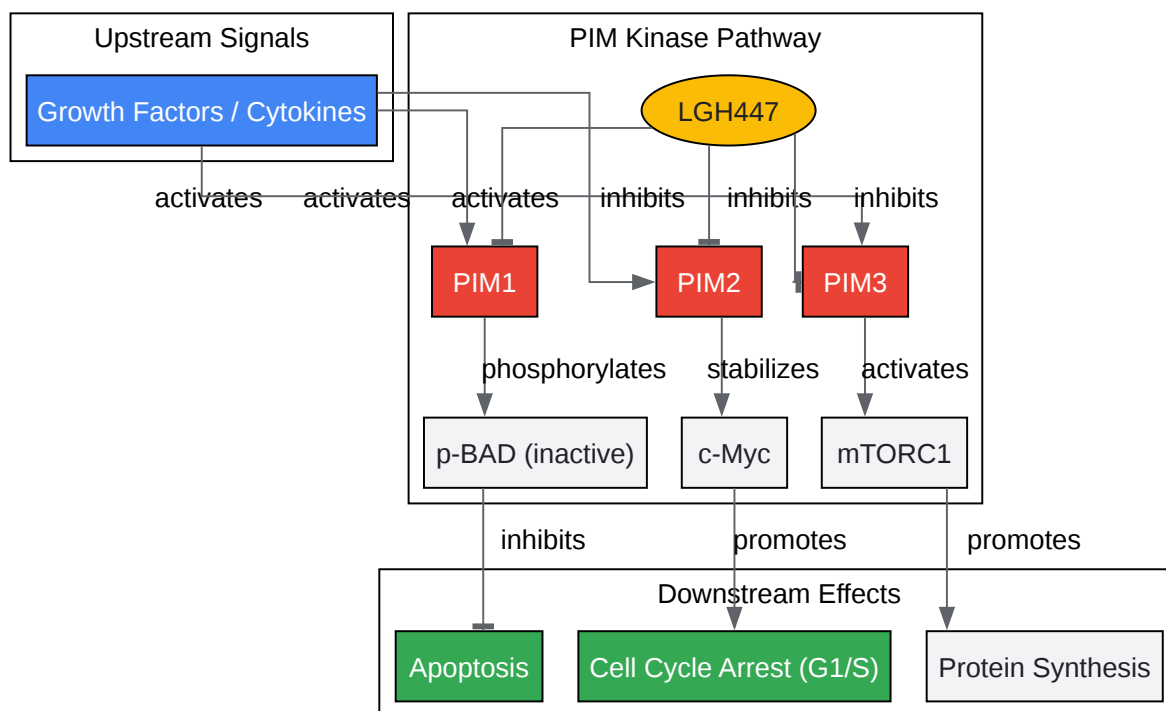 Upstream Signals
PIM Kinase Pathway
Growth Factors / Cytokines
LGH447
activates
activates
activates
inhibits
inhibits
inhibits
PIM1
PIM2
PIM3
phosphorylates
stabilizes
activates
p-BAD (inactive)
c-Myc
mTORC1
inhibits
promotes
promotes
Downstream Effects
Apoptosis
Cell Cycle Arrest (G1/S)
Protein Synthesis